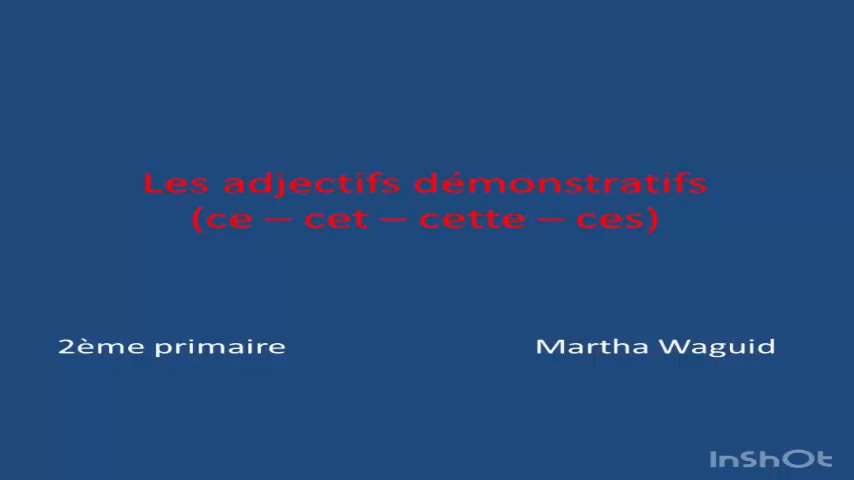 Les adjectifs démonstratifs
(ce – cet – cette – ces)
2ème primaire
Martha Waguid
InShOt